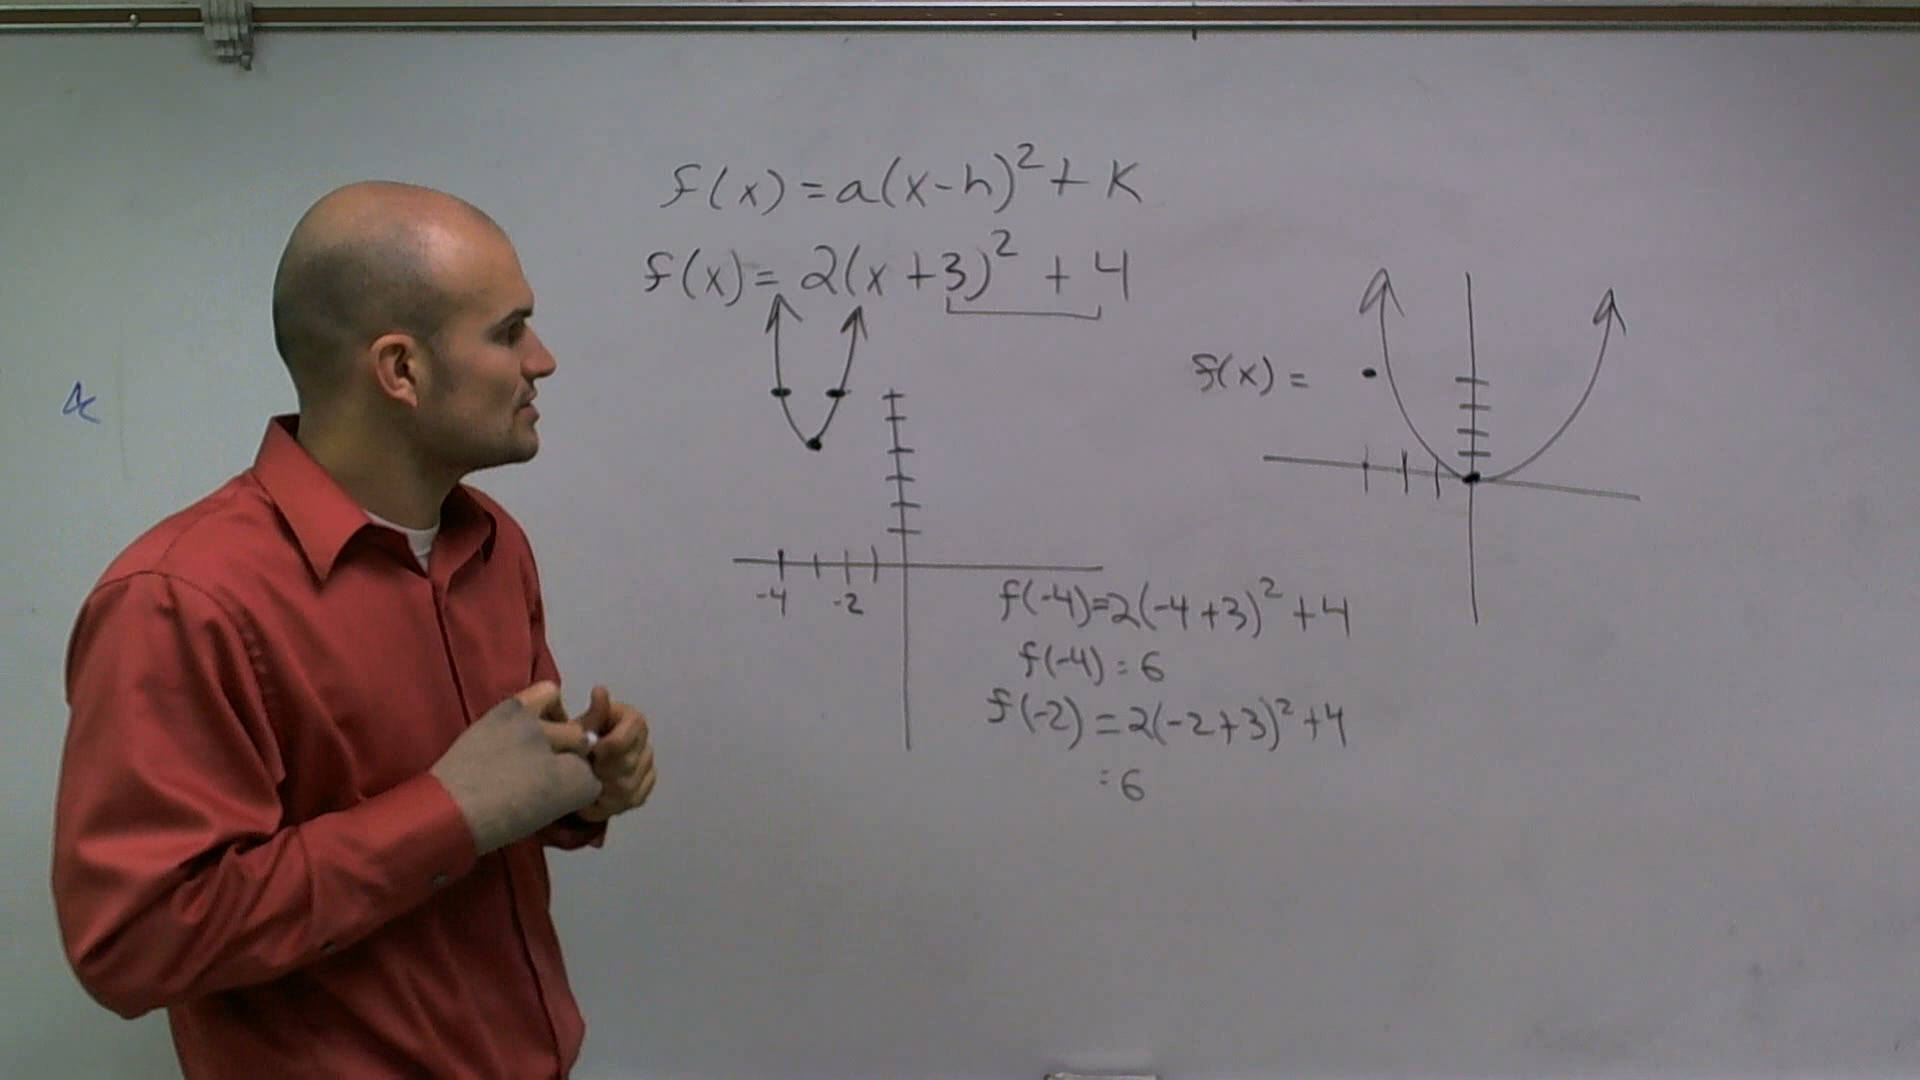 f(x) = a(x-h)² + K
f(x) = 2(x +3)² + 4
f(x) =
-4 -2
f(-4)=2(-4+3)² +4
f(-4) = 6
f(-2) = 2(-2+3)² +4
= 6